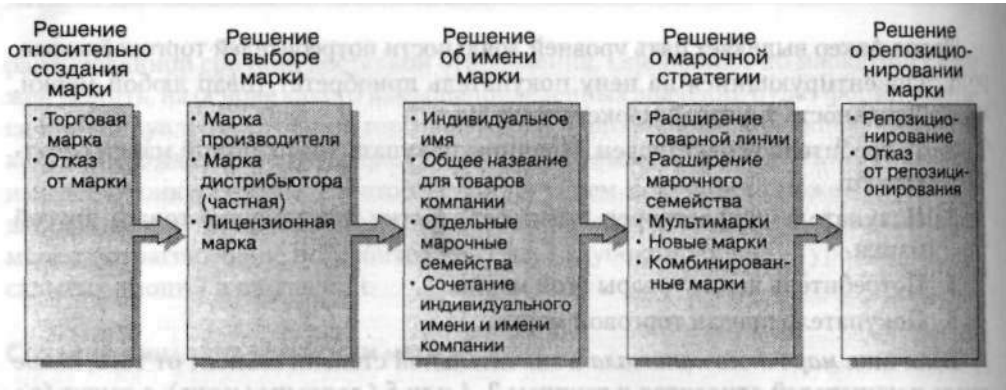 Решение
относительно
создания
марки
· Торговая
марка
· Отказ
от марки
Решение
о выборе
марки
· Марка
производителя
· Марка
дистрибьютора
(частная)
· Лицензионная
марка
Решение
об имени
марки
· Индивидуальное
имя
· Общее название
для товаров
компании
· Отдельные
марочные
семейства
· Сочетание
индивидуального
имени и имени
компании
Решение
о марочной
стратегии
· Расширение
товарной линии
· Расширение
марочного
семейства
· Мультимарки
· Новые марки
· Комбинирован-
ные марки
Решение
о репозицио-
нировании
марки
· Репозицио-
нирование
· Отказ
от репозици-
онирования